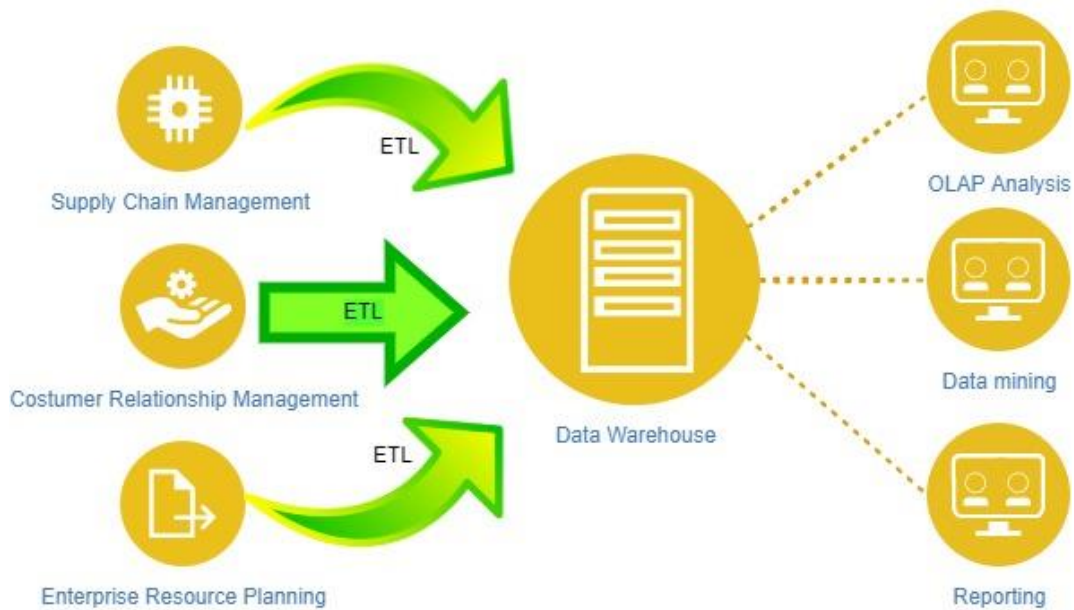 ETL
Supply Chain Management
OLAP Analysis
ETL
Costumer Relationship Management
Data Warehouse
Data mining
ETL
Enterprise Resource Planning
Reporting